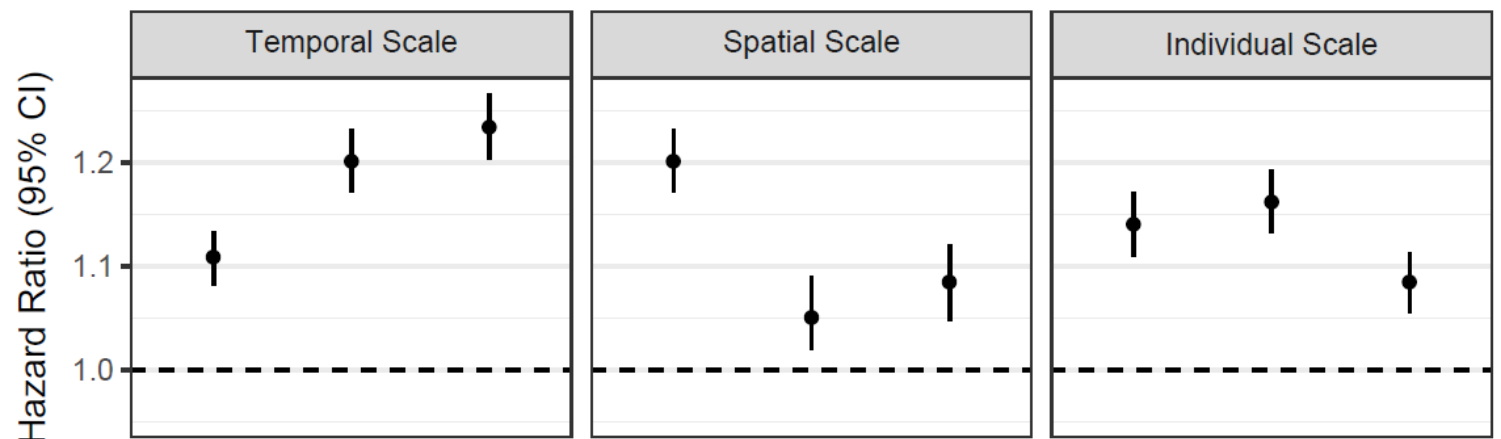 Temporal Scale
Spatial Scale
Individual Scale
Hazard Ratio (95% CI)
1.2
1.1
1.0